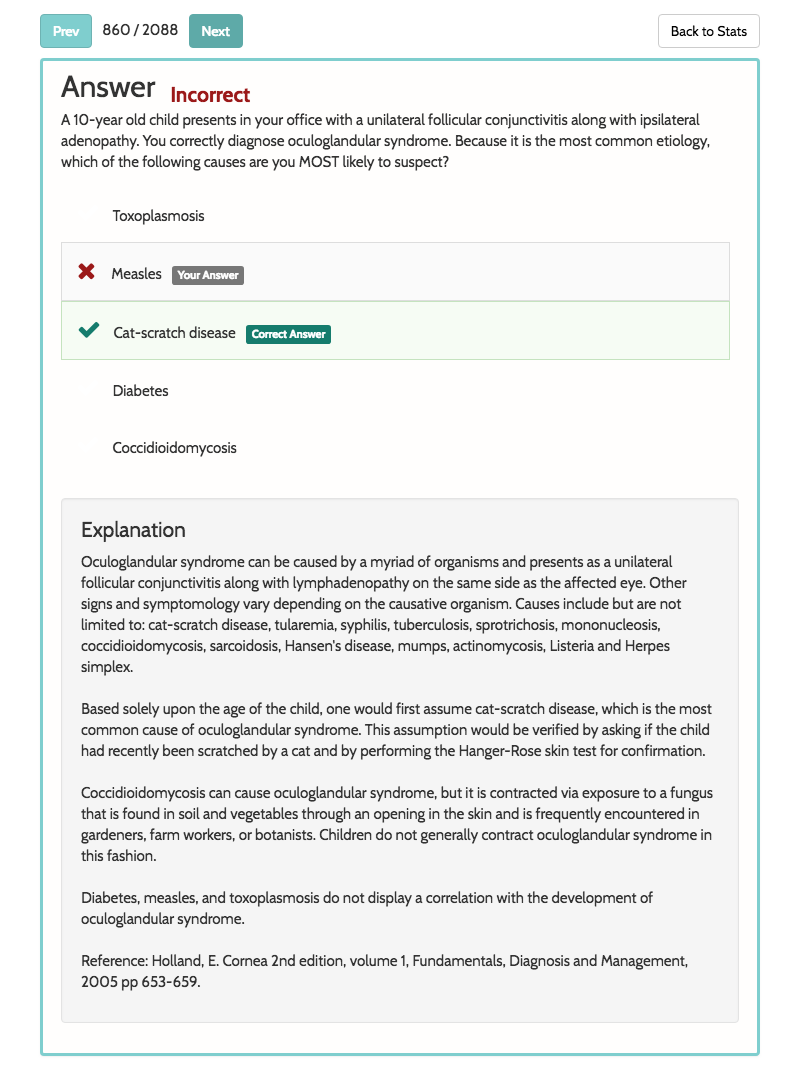 Prev 860 / 2088 Next Back to Stats
Answer Incorrect
A 10-year old child presents in your office with a unilateral follicular conjunctivitis along with ipsilateral
adenopathy. You correctly diagnose oculoglandular syndrome. Because it is the most common etiology,
which of the following causes are you MOST likely to suspect?
Toxoplasmosis
Measles Your Answer
Cat-scratch disease Correct Answer
Diabetes
Coccidioidomycosis
Explanation
Oculoglandular syndrome can be caused by a myriad of organisms and presents as a unilateral
follicular conjunctivitis along with lymphadenopathy on the same side as the affected eye. Other
signs and symptomology vary depending on the causative organism. Causes include but are not
limited to: cat-scratch disease, tularemia, syphilis, tuberculosis, sprotrichosis, mononucleosis,
coccidioidomycosis, sarcoidosis, Hansen's disease, mumps, actinomycosis, Listeria and Herpes
simplex.
Based solely upon the age of the child, one would first assume cat-scratch disease, which is the most
common cause of oculoglandular syndrome. This assumption would be verified by asking if the child
had recently been scratched by a cat and by performing the Hanger-Rose skin test for confirmation.
Coccidioidomycosis can cause oculoglandular syndrome, but it is contracted via exposure to a fungus
that is found in soil and vegetables through an opening in the skin and is frequently encountered in
gardeners, farm workers, or botanists. Children do not generally contract oculoglandular syndrome in
this fashion.
Diabetes, measles, and toxoplasmosis do not display a correlation with the development of
oculoglandular syndrome.
Reference: Holland, E. Cornea 2nd edition, volume 1, Fundamentals, Diagnosis and Management,
2005 pp 653-659.